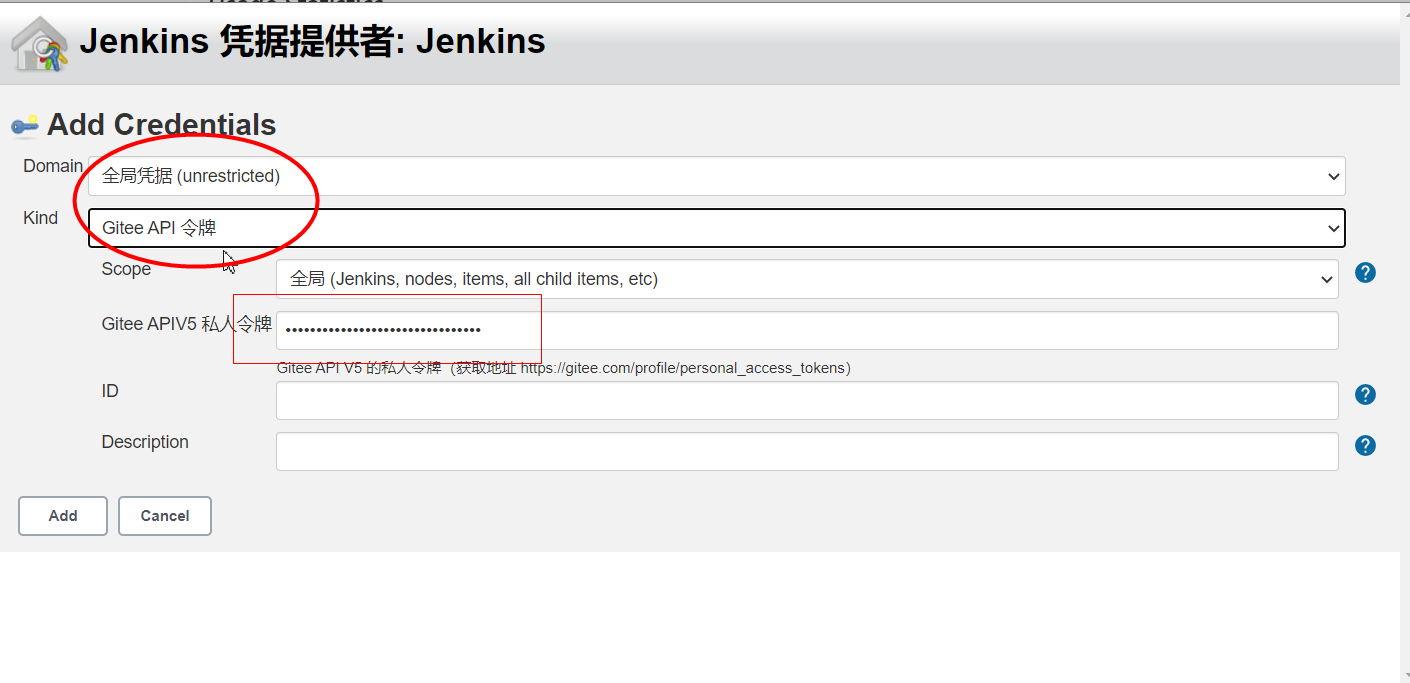 Jenkins 凭据提供者: Jenkins
Add Credentials
Domain 全局凭据 (unrestricted)
Kind Gitee API 令牌
Scope 全局 (Jenkins, nodes, items, all child items, etc)
Gitee APIV5 私人令牌 ••••••••••••••••••••••••••••••••
Gitee API V5 的私人令牌（获取地址 https://gitee.com/profile/personal_access_tokens）
ID
Description
Add Cancel